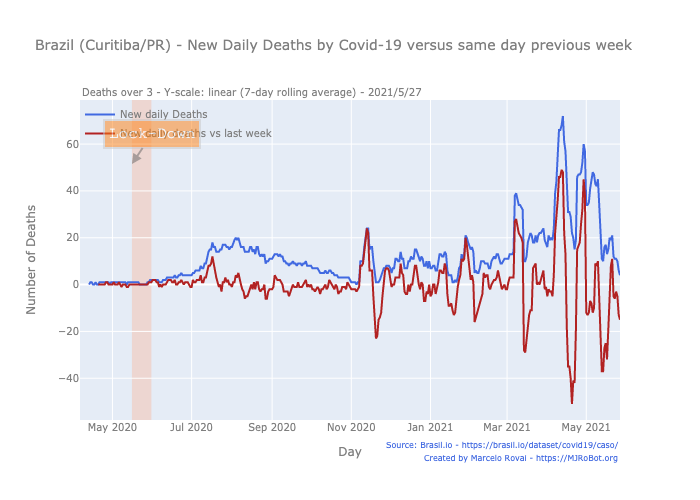 Brazil (Curitiba/PR) - New Daily Deaths by Covid-19 versus same day previous week
Deaths over 3 - Y-scale: linear (7-day rolling average) - 2021/5/27
New daily Deaths
New daily deaths vs last week
Lock Down
60
40
20
0
−20
−40
Number of Deaths
May 2020
Jul 2020
Sep 2020
Nov 2020
Jan 2021
Mar 2021
May 2021
Day
Source: Brasil.io - https://brasil.io/dataset/covid19/caso/
Created by Marcelo Rovai - https://MJRoBot.org